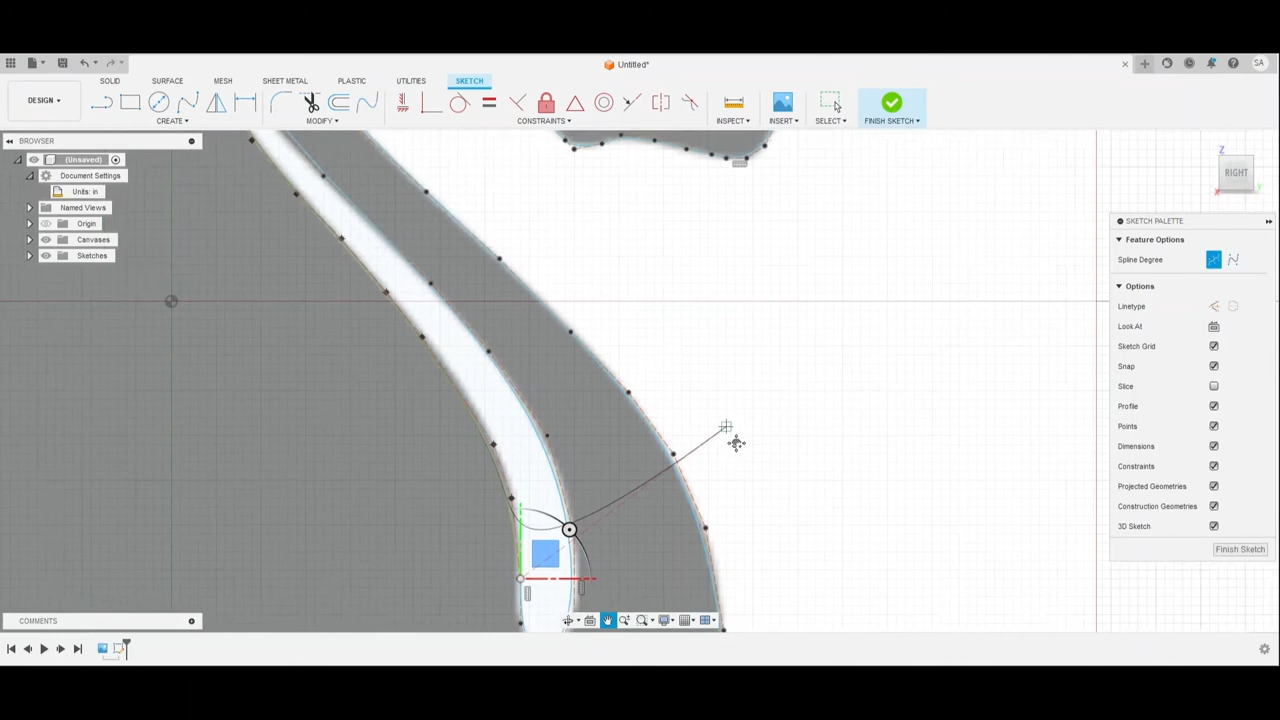 Untitled*
SA
DESIGN
SOLID SURFACE MESH SHEET METAL PLASTIC UTILITIES SKETCH
CREATE MODIFY CONSTRAINTS INSPECT INSERT SELECT FINISH SKETCH
BROWSER
(Unsaved)
Document Settings
Units: in
Named Views
Origin
Canvases
Sketches
Z
RIGHT
X
Y
SKETCH PALETTE
Feature Options
Spline Degree
Options
Linetype
Look At
Sketch Grid
Snap
Slice
Profile
Points
Dimensions
Constraints
Projected Geometries
Construction Geometries
3D Sketch
Finish Sketch
COMMENTS